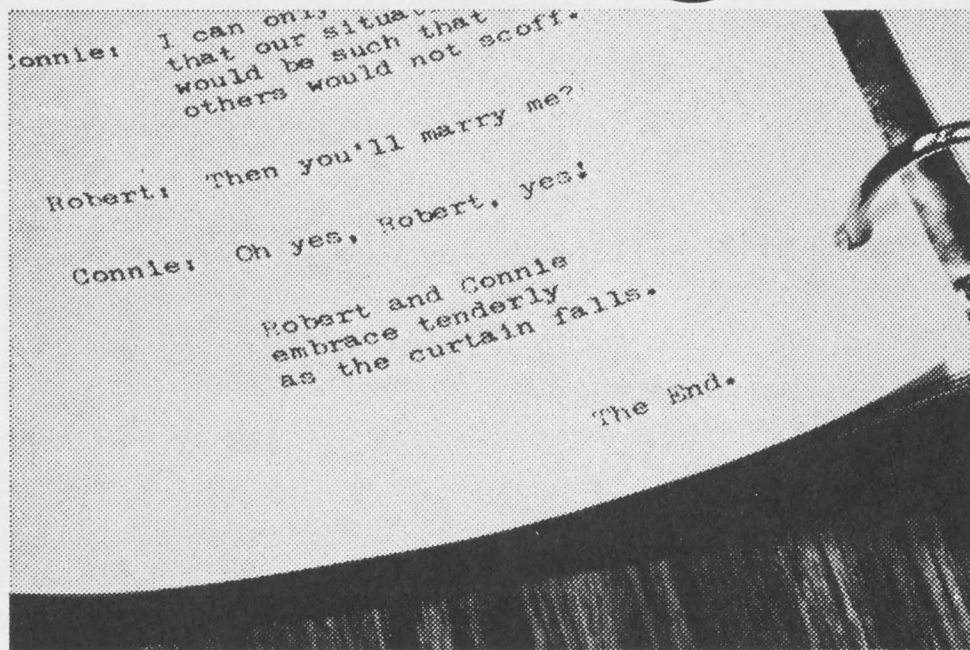 Connie: I can only
that our situat
would be such that
others would not scoff.
Robert: Then you'll marry me?
Connie: Oh yes, Robert, yes!
Robert and Connie
embrace tenderly
as the curtain falls.
The End.